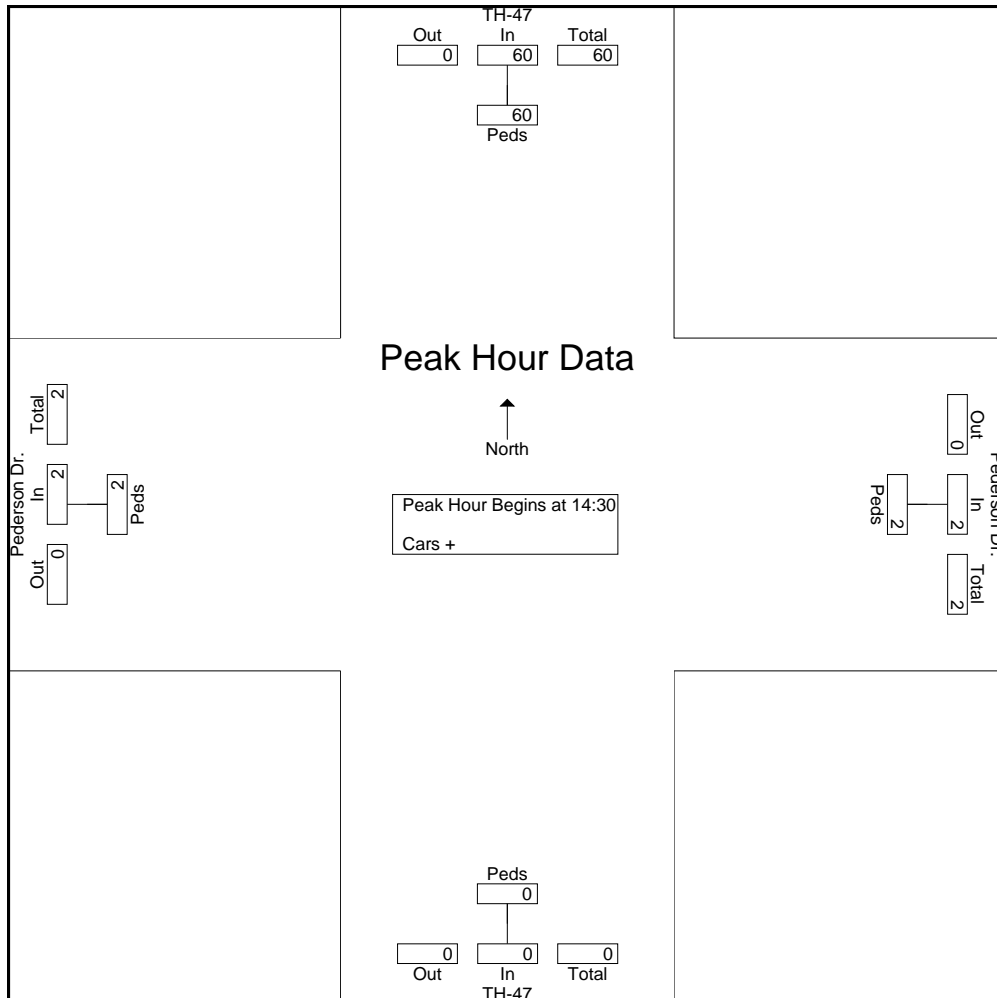 TH-47
Out In Total
0 60 60
60
Peds
Peak Hour Data
North
Peak Hour Begins at 14:30
Cars +
Pederson Dr.
Out In Total
0 2 2
2
Peds
Pederson Dr.
Out In Total
0 2 2
2
Peds
Peds
0
0 0 0
Out In Total
TH-47